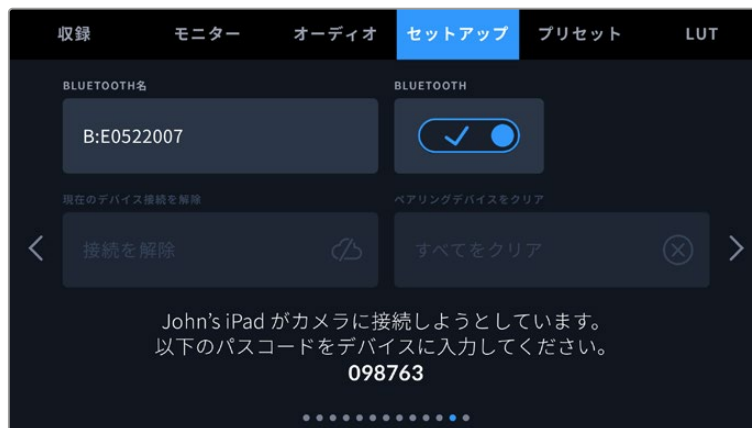 収録 モニター オーディオ セットアップ プリセット LUT
BLUETOOTH名 BLUETOOTH
B:E0522007
現在のデバイス接続を解除 ペアリングデバイスをクリア
接続を解除 すべてをクリア
John’s iPad がカメラに接続しようとしています。
以下のパスコードをデバイスに入力してください。
098763